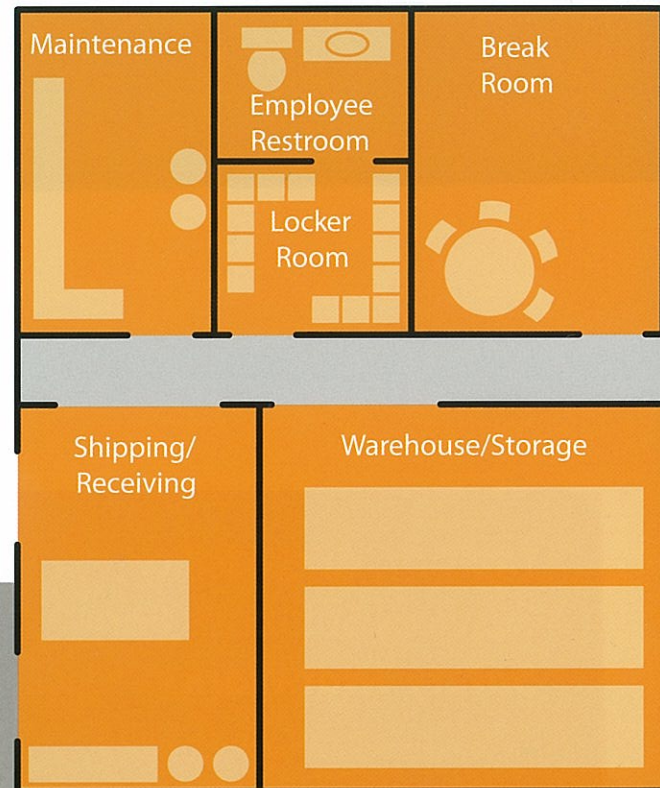 Maintenance
Employee
Restroom
Break
Room
Locker
Room
Shipping/
Receiving
Warehouse/Storage